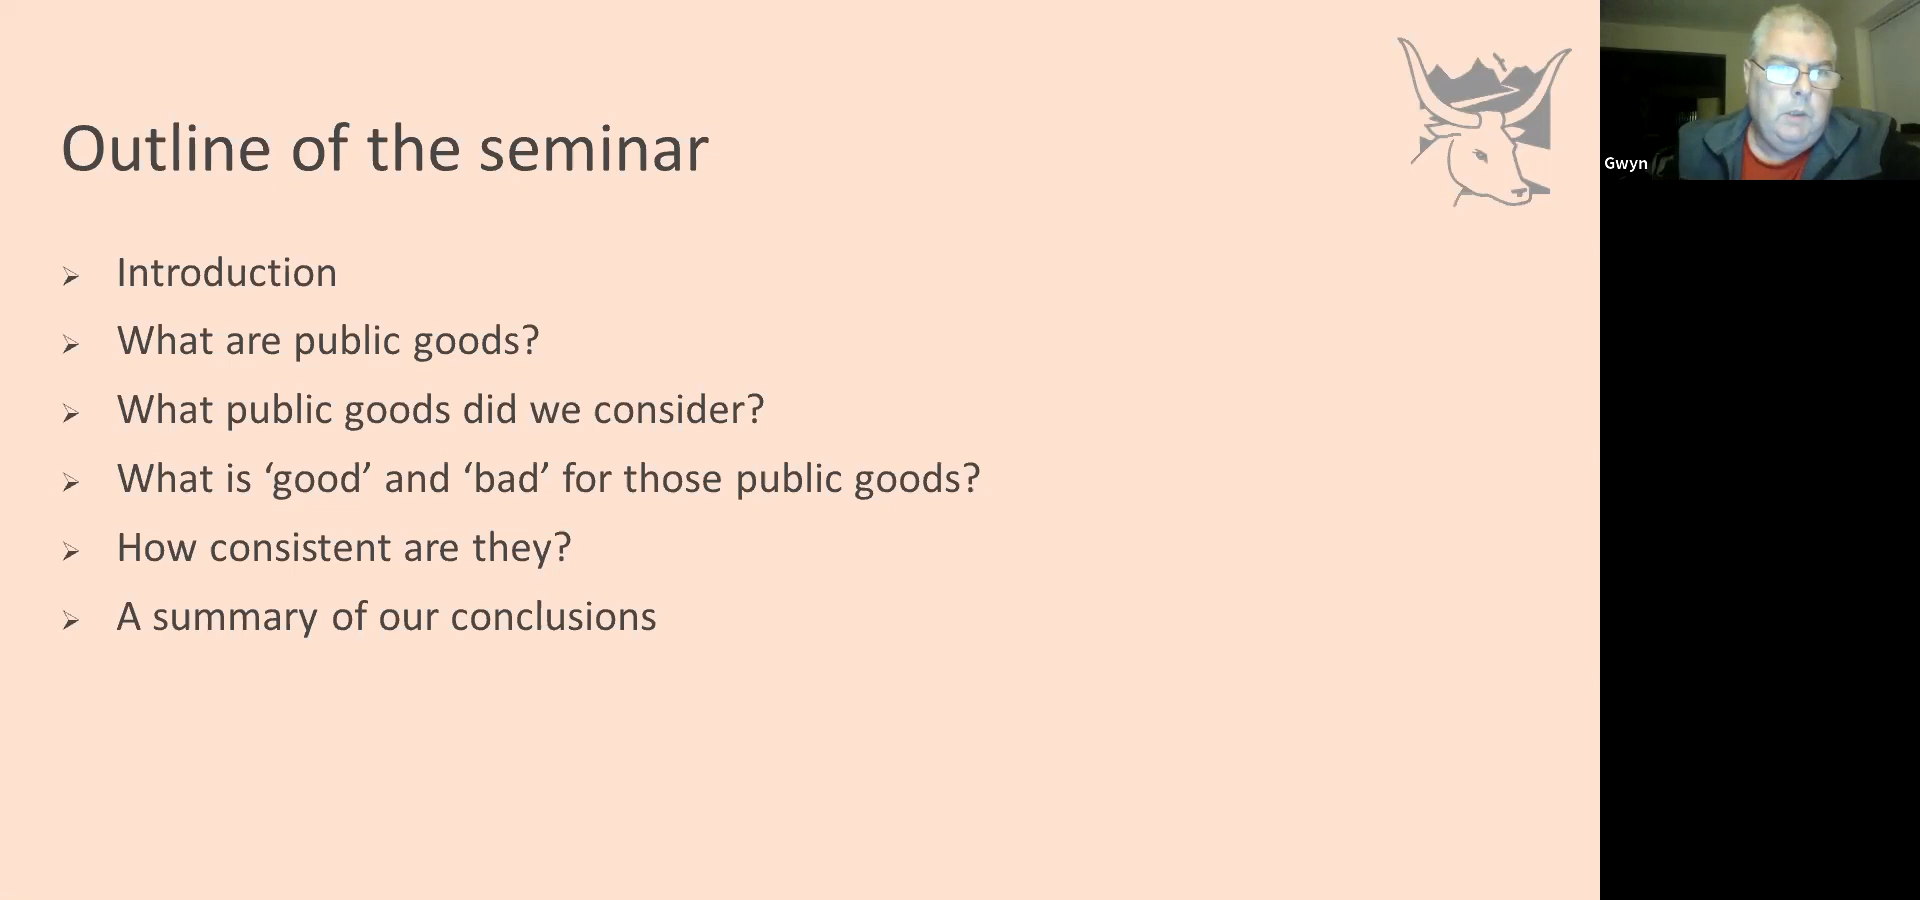 Outline of the seminar
Introduction
What are public goods?
What public goods did we consider?
What is ‘good’ and ‘bad’ for those public goods?
How consistent are they?
A summary of our conclusions
Gwyn